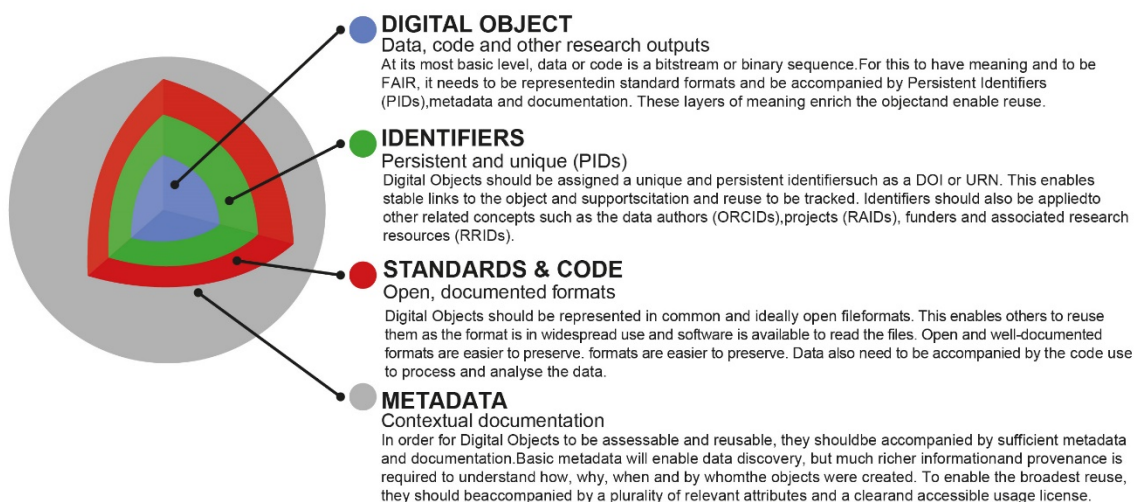 DIGITAL OBJECT
Data, code and other research outputs
At its most basic level, data or code is a bitstream or binary sequence.For this to have meaning and to be
FAIR, it needs to be representedin standard formats and be accompanied by Persistent Identifiers
(PIDs),metadata and documentation. These layers of meaning enrich the objectand enable reuse.
IDENTIFIERS
Persistent and unique (PIDs)
Digital Objects should be assigned a unique and persistent identifiersuch as a DOI or URN. This enables
stable links to the object and supportscitation and reuse to be tracked. Identifiers should also be appliedto
other related concepts such as the data authors (ORCIDs),projects (RAIDs), funders and associated research
resources (RRIDs).
STANDARDS & CODE
Open, documented formats
Digital Objects should be represented in common and ideally open fileformats. This enables others to reuse
them as the format is in widespread use and software is available to read the files. Open and well-documented
formats are easier to preserve. formats are easier to preserve. Data also need to be accompanied by the code use
to process and analyse the data.
METADATA
Contextual documentation
In order for Digital Objects to be assessable and reusable, they shouldbe accompanied by sufficient metadata
and documentation.Basic metadata will enable data discovery, but much richer informationand provenance is
required to understand how, why, when and by whomthe objects were created. To enable the broadest reuse,
they should beaccompanied by a plurality of relevant attributes and a clearand accessible usage license.